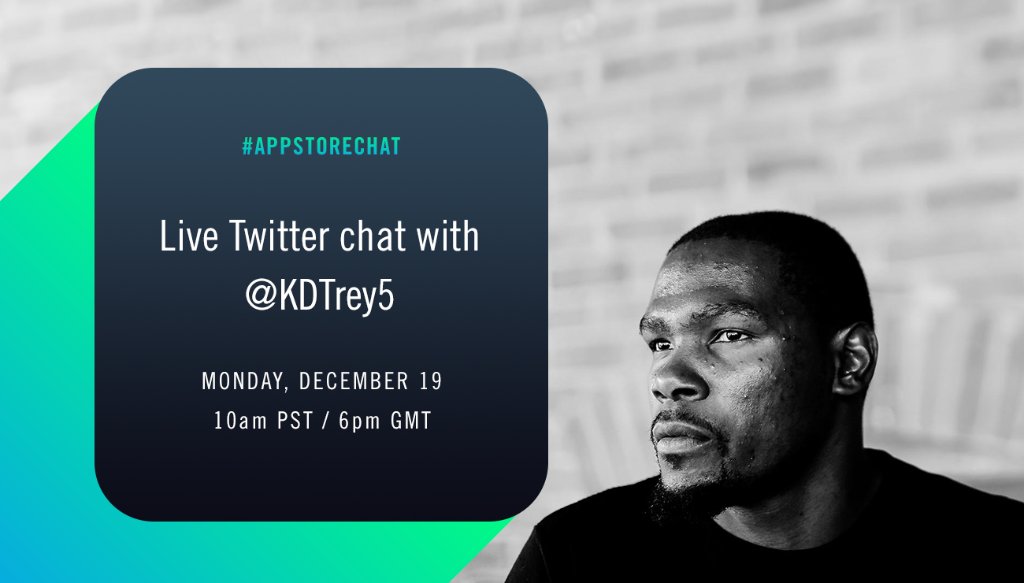 #APPSTORECHAT
Live Twitter chat with
@KDTrey5
MONDAY, DECEMBER 19
10am PST / 6pm GMT